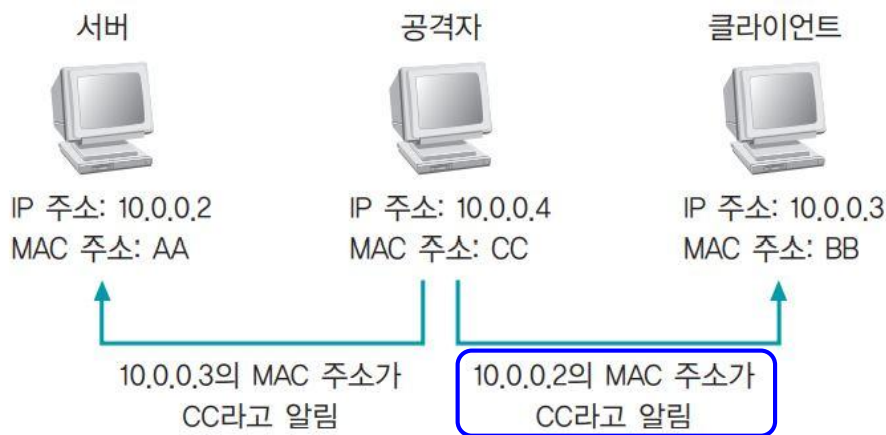 서버
공격자
클라이언트
IP 주소: 10.0.0.2
MAC 주소: AA
IP 주소: 10.0.0.4
MAC 주소: CC
IP 주소: 10.0.0.3
MAC 주소: BB
10.0.0.3의 MAC 주소가
CC라고 알림
10.0.0.2의 MAC 주소가
CC라고 알림